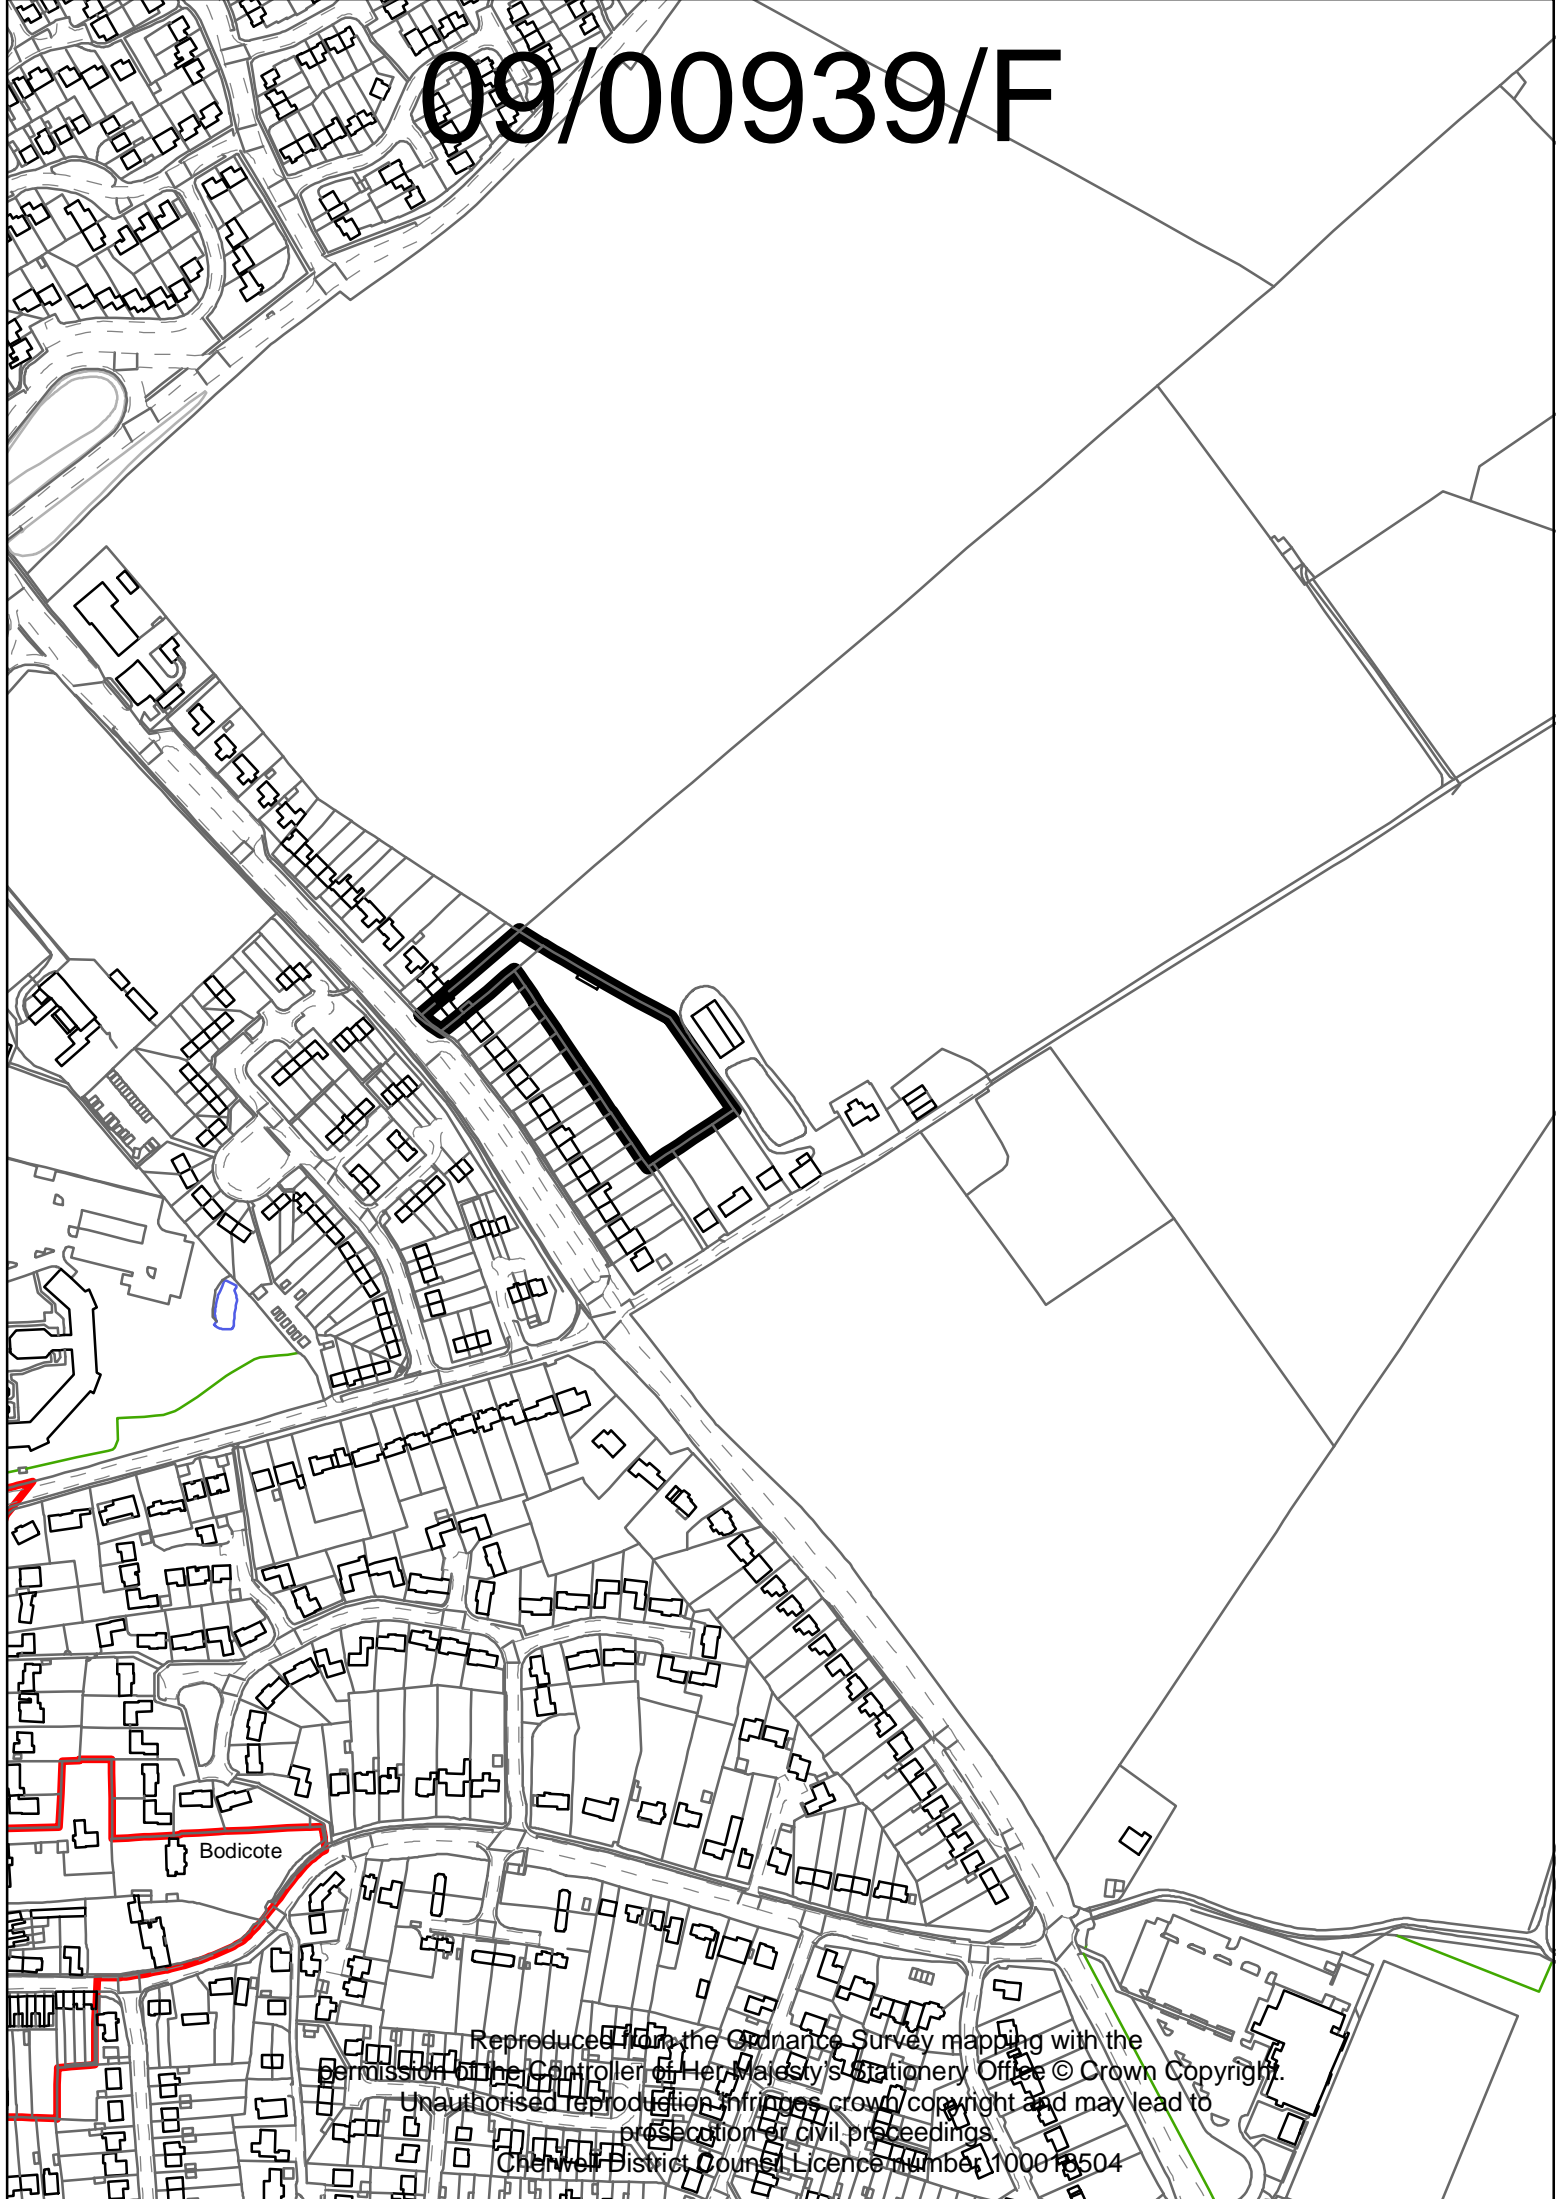 09/00939/F
Bodicote
Reproduced from the Ordnance Survey mapping with the
permission of the Controller of Her Majesty's Stationery Office © Crown Copyright.
Unauthorised reproduction infringes crown copyright and may lead to
prosecution or civil proceedings.
Cherwell District Council Licence number 100018504